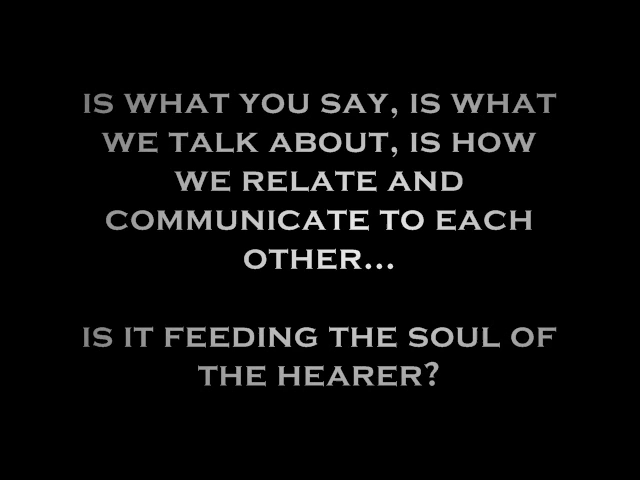 IS WHAT YOU SAY, IS WHAT
WE TALK ABOUT, IS HOW
WE RELATE AND
COMMUNICATE TO EACH
OTHER...
IS IT FEEDING THE SOUL OF
THE HEARER?